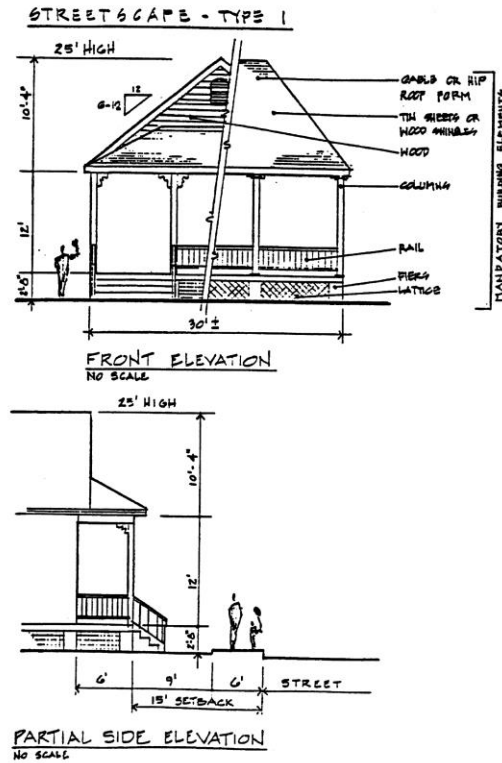 STREETSCAPE - TYPE 1
25' HIGH
10'-4"
12
6-12
GABLE OR HIP
ROOF FORM
TIN SHEETS OR
WOOD SHINGLES
WOOD
COLUMNS
12'
RAIL
PIERS
LATTICE
2'-8"
MANDATORY BUILDING ELEMENTS
30' ±
FRONT ELEVATION
NO SCALE
25' HIGH
10'-4"
12'
2'-8"
6'
9'
6'
STREET
15' SETBACK
PARTIAL SIDE ELEVATION
NO SCALE